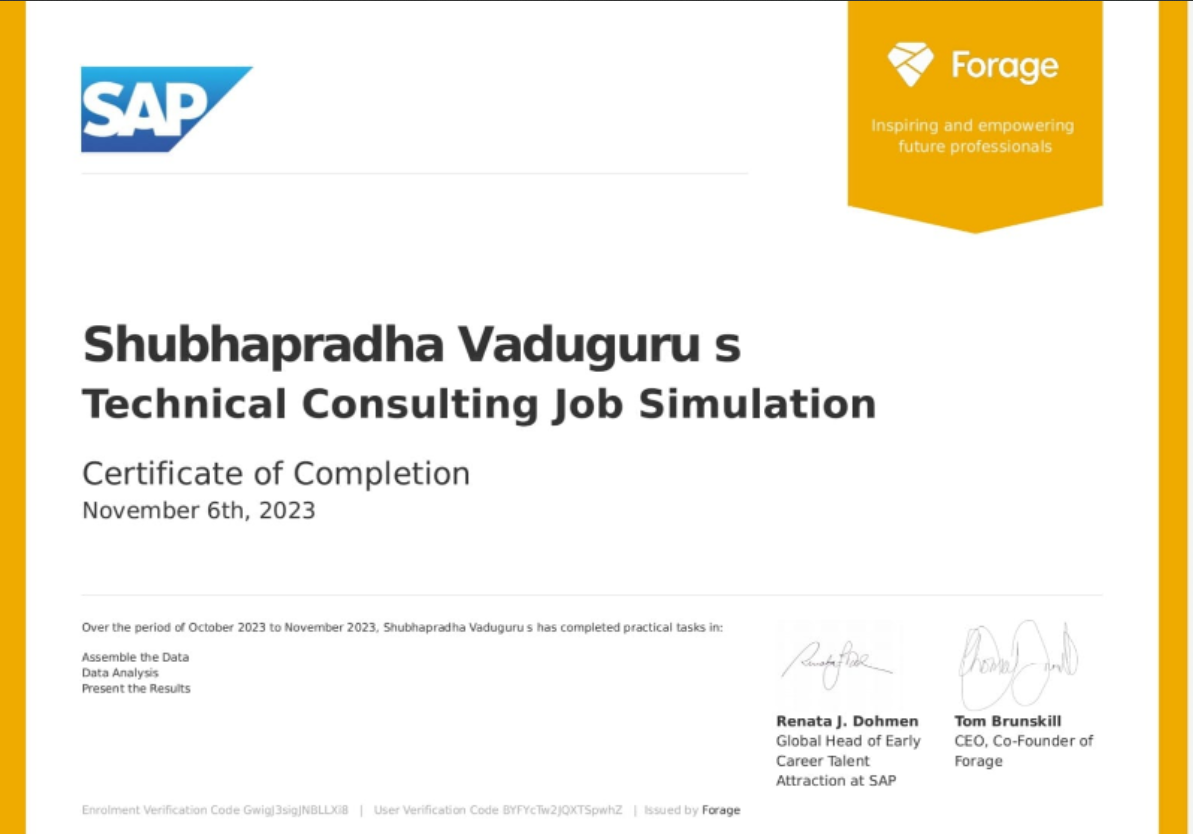 SAP
Forage
Inspiring and empowering
future professionals
Shubhapradha Vaduguru s
Technical Consulting Job Simulation
Certificate of Completion
November 6th, 2023
Over the period of October 2023 to November 2023, Shubhapradha Vaduguru s has completed practical tasks in:
Assemble the Data
Data Analysis
Present the Results
Renata J. Dohmen
Global Head of Early
Career Talent
Attraction at SAP
Tom Brunskill
CEO, Co-Founder of
Forage
Enrolment Verification Code GwigJ3sigJNBLLXi8 | User Verification Code BYFYcTw2JQXTSpwhZ | Issued by Forage